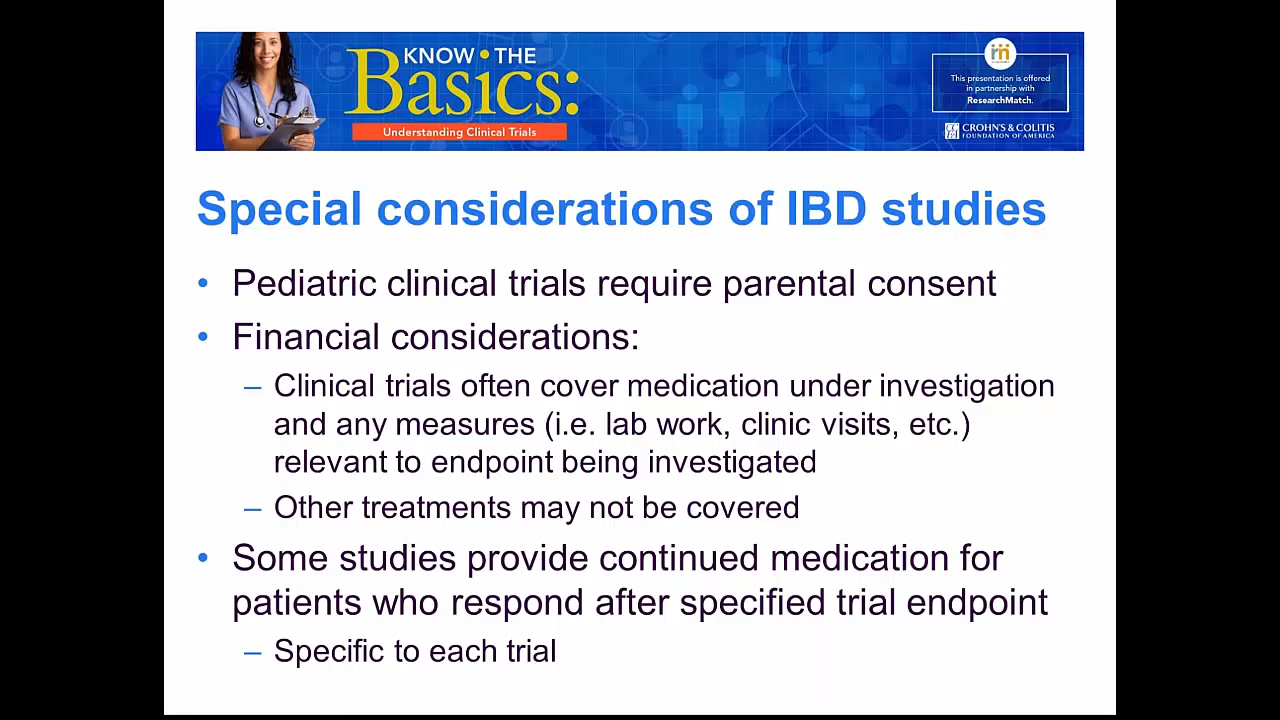 KNOW • THE
Basics:
Understanding Clinical Trials
This presentation is offered
in partnership with
ResearchMatch.
CROHN'S & COLITIS
FOUNDATION OF AMERICA
Special considerations of IBD studies
• Pediatric clinical trials require parental consent
• Financial considerations:
– Clinical trials often cover medication under investigation
and any measures (i.e. lab work, clinic visits, etc.)
relevant to endpoint being investigated
– Other treatments may not be covered
• Some studies provide continued medication for
patients who respond after specified trial endpoint
– Specific to each trial